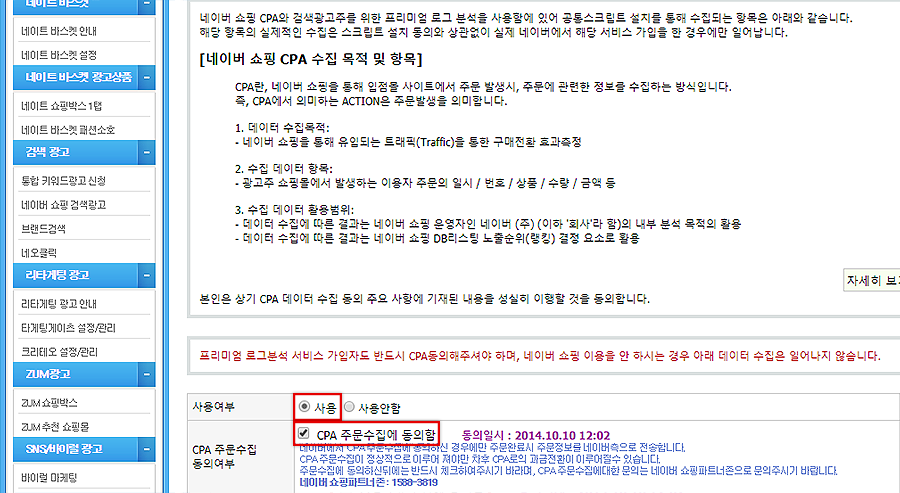 네이트 바스켓
네이트 바스켓 안내
네이트 바스켓 설정
네이트 바스켓 광고상품
네이트 쇼핑박스 1탭
네이트 바스켓 패션소호
검색 광고
통합 키워드광고 신청
네이버 쇼핑 검색광고
브랜드검색
네오클릭
리타게팅 광고
리타게팅 광고 안내
타게팅게이츠 설정/관리
크리테오 설정/관리
ZUM광고
ZUM 쇼핑박스
ZUM 추천 쇼핑몰
SNS/바이럴 광고
바이럴 마케팅
네이버 쇼핑 CPA와 검색광고주를 위한 프리미엄 로그 분석을 사용함에 있어 공통스크립트 설치를 통해 수집되는 항목은 아래와 같습니다.
해당 항목의 실제적인 수집은 스크립트 설치 동의와 상관없이 실제 네이버에서 해당 서비스 가입을 한 경우에만 일어납니다.
[네이버 쇼핑 CPA 수집 목적 및 항목]
CPA란, 네이버 쇼핑을 통해 입점몰 사이트에서 주문 발생시, 주문에 관련한 정보를 수집하는 방식입니다.
즉, CPA에서 의미하는 ACTION은 주문발생을 의미합니다.
1. 데이터 수집목적:
- 네이버 쇼핑을 통해 유입되는 트래픽(Traffic)을 통한 구매전환 효과측정
2. 수집 데이터 항목:
- 광고주 쇼핑몰에서 발생하는 이용자 주문의 일시 / 번호 / 상품 / 수량 / 금액 등
3. 수집 데이터 활용범위:
- 데이터 수집에 따른 결과는 네이버 쇼핑 운영자인 네이버 (주) (이하 '회사'라 함)의 내부 분석 목적의 활용
- 데이터 수집에 따른 결과는 네이버 쇼핑 DB리스팅 노출순위(랭킹) 결정 요소로 활용
자세히 보
본인은 상기 CPA 데이터 수집 동의 주요 사항에 기재된 내용을 성실히 이행할 것을 동의합니다.
프리미엄 로그분석 서비스 가입자도 반드시 CPA동의해주셔야 하며, 네이버 쇼핑 이용을 안 하시는 경우 아래 데이터 수집은 일어나지 않습니다.
사용여부 사용 사용안함
CPA 주문수집 동의여부
CPA 주문수집에 동의함 동의일시 : 2014.10.10 12:02
네이버에서 CPA 주문수집에 동의하신 경우에만 주문완료시 주문정보를 네이버측으로 전송합니다.
CPA 주문수집이 정상적으로 이루어 져야만 차후 CPA로의 과금전환이 이루어질수 있습니다.
주문수집에 동의하신뒤에는 반드시 체크하여주시기 바라며, CPA 주문수집에대한 문의는 네이버 쇼핑파트너존으로 문의주시기 바랍니다.
네이버 쇼핑파트너존 : 1588-3819